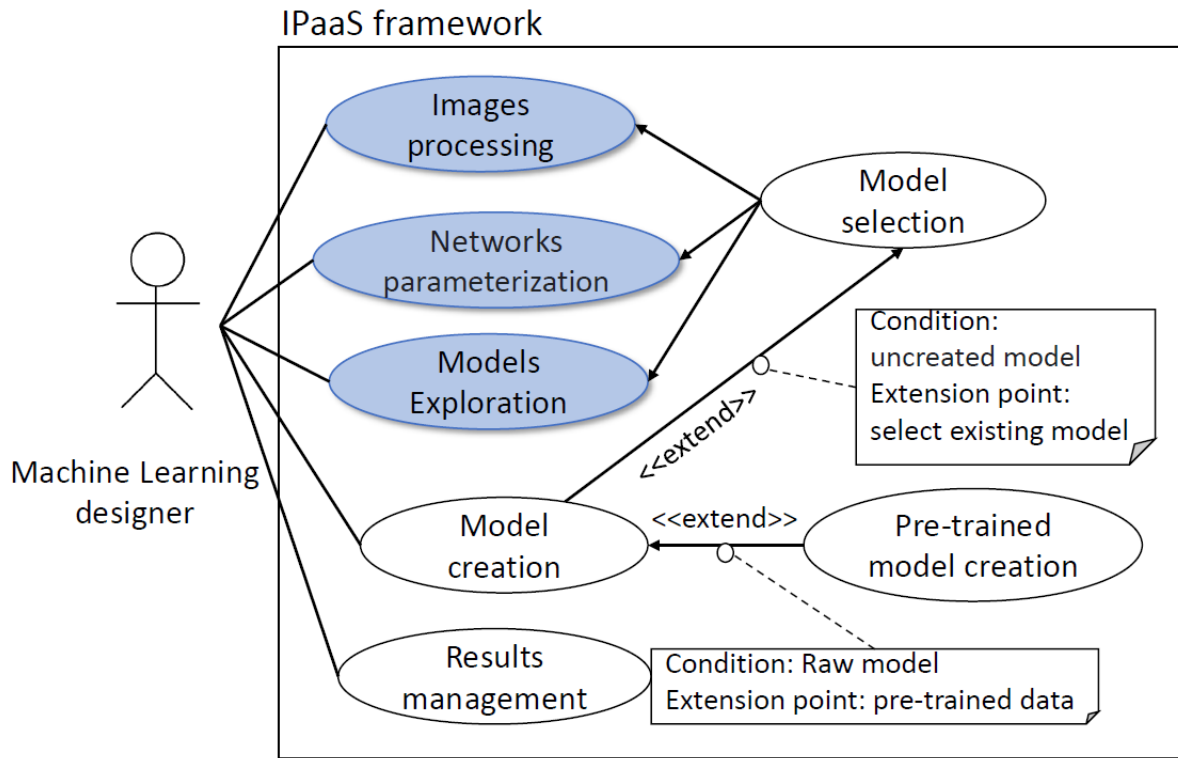 IPaaS framework
Images
processing
Model
selection
Networks
parameterization
Condition:
uncreated model
Extension point:
select existing model
Models
Exploration
<<extend>>
Machine Learning
designer
Model
creation
<<extend>>
Pre-trained
model creation
Results
management
Condition: Raw model
Extension point: pre-trained data